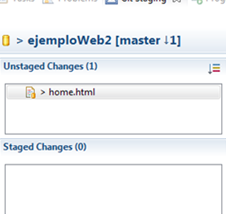 > ejemploWeb2 [master ↓1]
Unstaged Changes (1)
> home.html
Staged Changes (0)